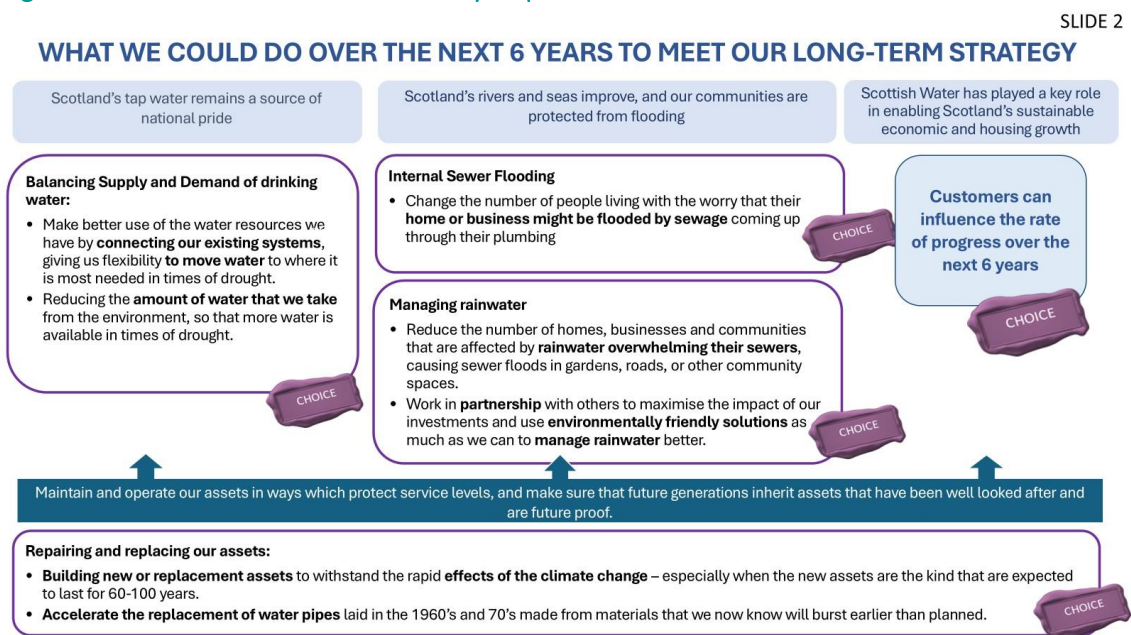 SLIDE 2
WHAT WE COULD DO OVER THE NEXT 6 YEARS TO MEET OUR LONG-TERM STRATEGY
Scotland's tap water remains a source of
national pride
Scotland's rivers and seas improve, and our communities are
protected from flooding
Scottish Water has played a key role
in enabling Scotland's sustainable
economic and housing growth
Balancing Supply and Demand of drinking
water:
• Make better use of the water resources we
have by connecting our existing systems,
giving us flexibility to move water to where it
is most needed in times of drought.
• Reducing the amount of water that we take
from the environment, so that more water is
available in times of drought.
CHOICE
Internal Sewer Flooding
• Change the number of people living with the worry that their
home or business might be flooded by sewage coming up
through their plumbing
CHOICE
Managing rainwater
• Reduce the number of homes, businesses and communities
that are affected by rainwater overwhelming their sewers,
causing sewer floods in gardens, roads, or other community
spaces.
• Work in partnership with others to maximise the impact of our
investments and use environmentally friendly solutions as
much as we can to manage rainwater better.
CHOICE
Customers can
influence the rate
of progress over the
next 6 years
CHOICE
Maintain and operate our assets in ways which protect service levels, and make sure that future generations inherit assets that have been well looked after and
are future proof.
Repairing and replacing our assets:
• Building new or replacement assets to withstand the rapid effects of the climate change – especially when the new assets are the kind that are expected
to last for 60-100 years.
• Accelerate the replacement of water pipes laid in the 1960's and 70's made from materials that we now know will burst earlier than planned.
CHOICE